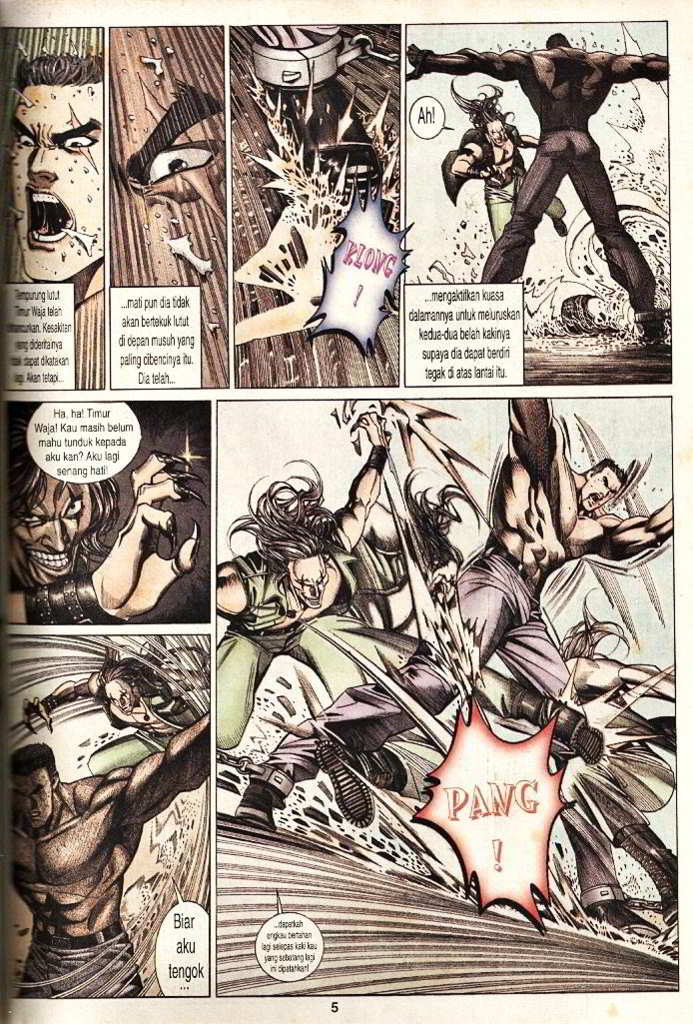 Tempurung lutut
Timur Waja telah
dihancurkan. Kesakitan
yang dideritainya
tidak dapat dikatakan
lagi. Akan tetapi...
...mati pun dia tidak
akan bertekuk lutut
di depan musuh yang
paling dibencinya itu.
Dia telah...
KLONG
!
Ah!
...mengaktifkan kuasa
dalamannya untuk meluruskan
kedua-dua belah kakinya
supaya dia dapat berdiri
tegak di atas lantai itu.
Ha, ha! Timur
Waja! Kau masih belum
mahu tunduk kepada
aku kan? Aku lagi
senang hati!
Biar
aku
tengok
...
PANG
!
...dapatkah
engkau bertahan
lagi selepas kaki kau
yang sebelang lagi
ini dipatahkan!
5